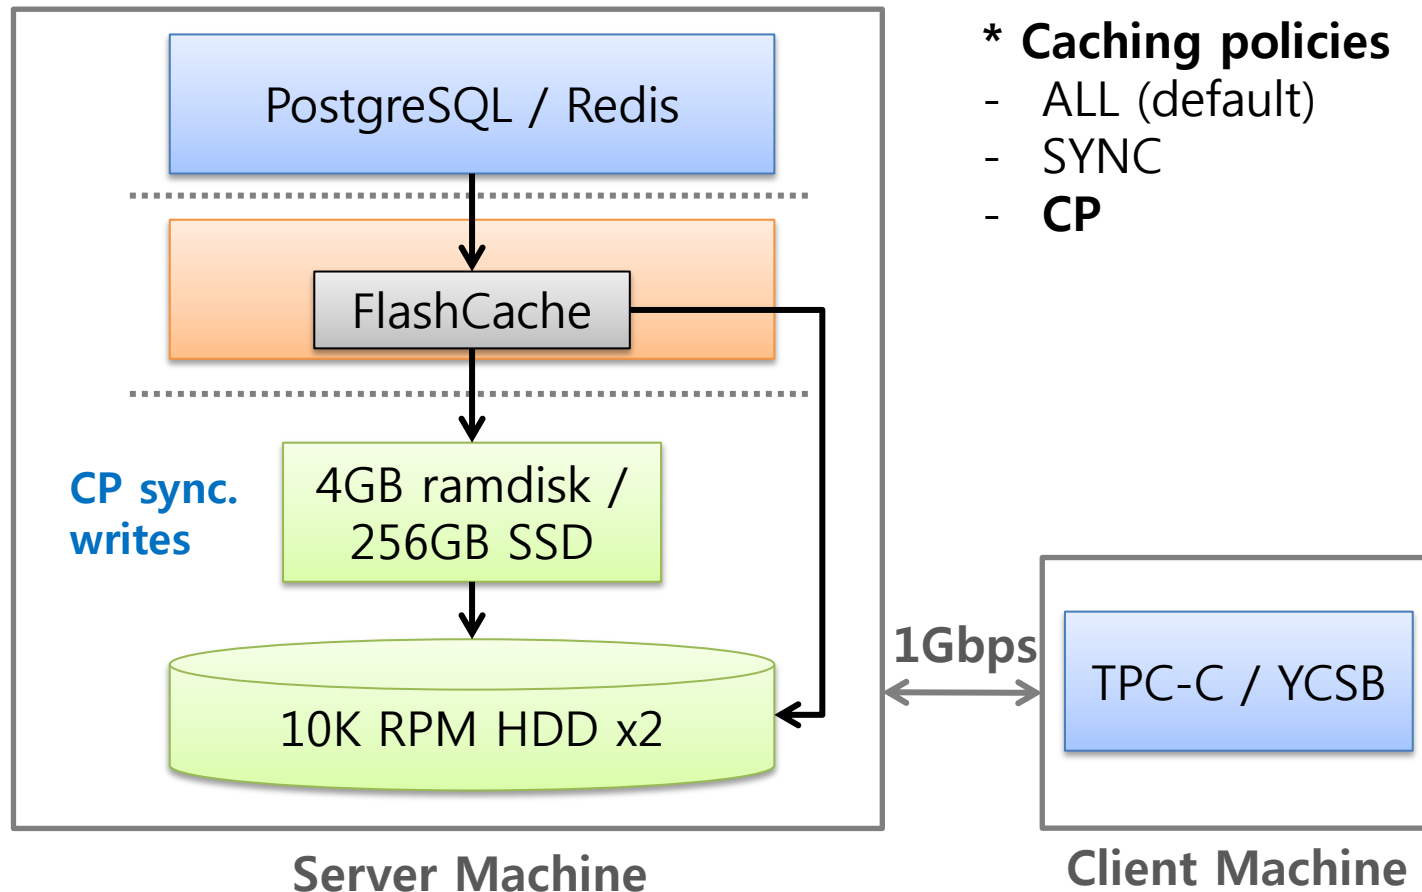 * Caching policies
- ALL (default)
- SYNC
- CP
PostgreSQL / Redis
FlashCache
CP sync.
writes
4GB ramdisk /
256GB SSD
10K RPM HDD x2
Server Machine
1Gbps
TPC-C / YCSB
Client Machine